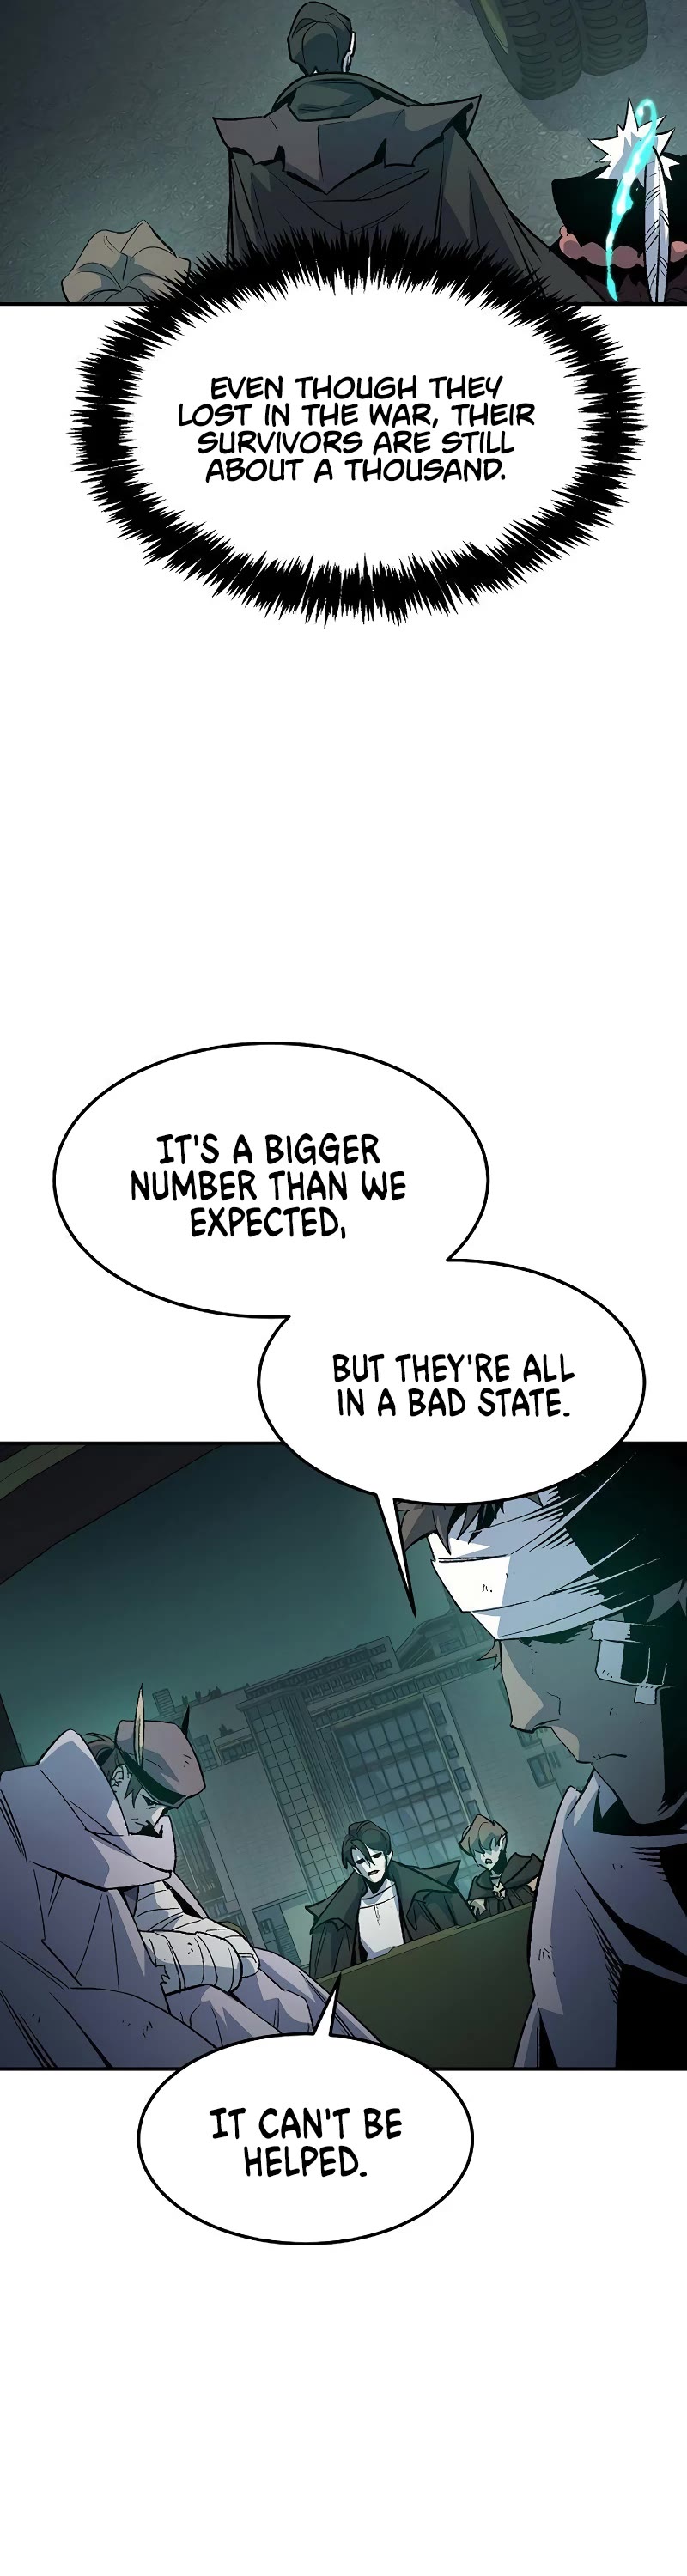 EVEN THOUGH THEY
LOST IN THE WAR, THEIR
SURVIVORS ARE STILL
ABOUT A THOUSAND.
IT'S A BIGGER
NUMBER THAN WE
EXPECTED,
BUT THEY'RE ALL
IN A BAD STATE.
IT CAN'T BE
HELPED.